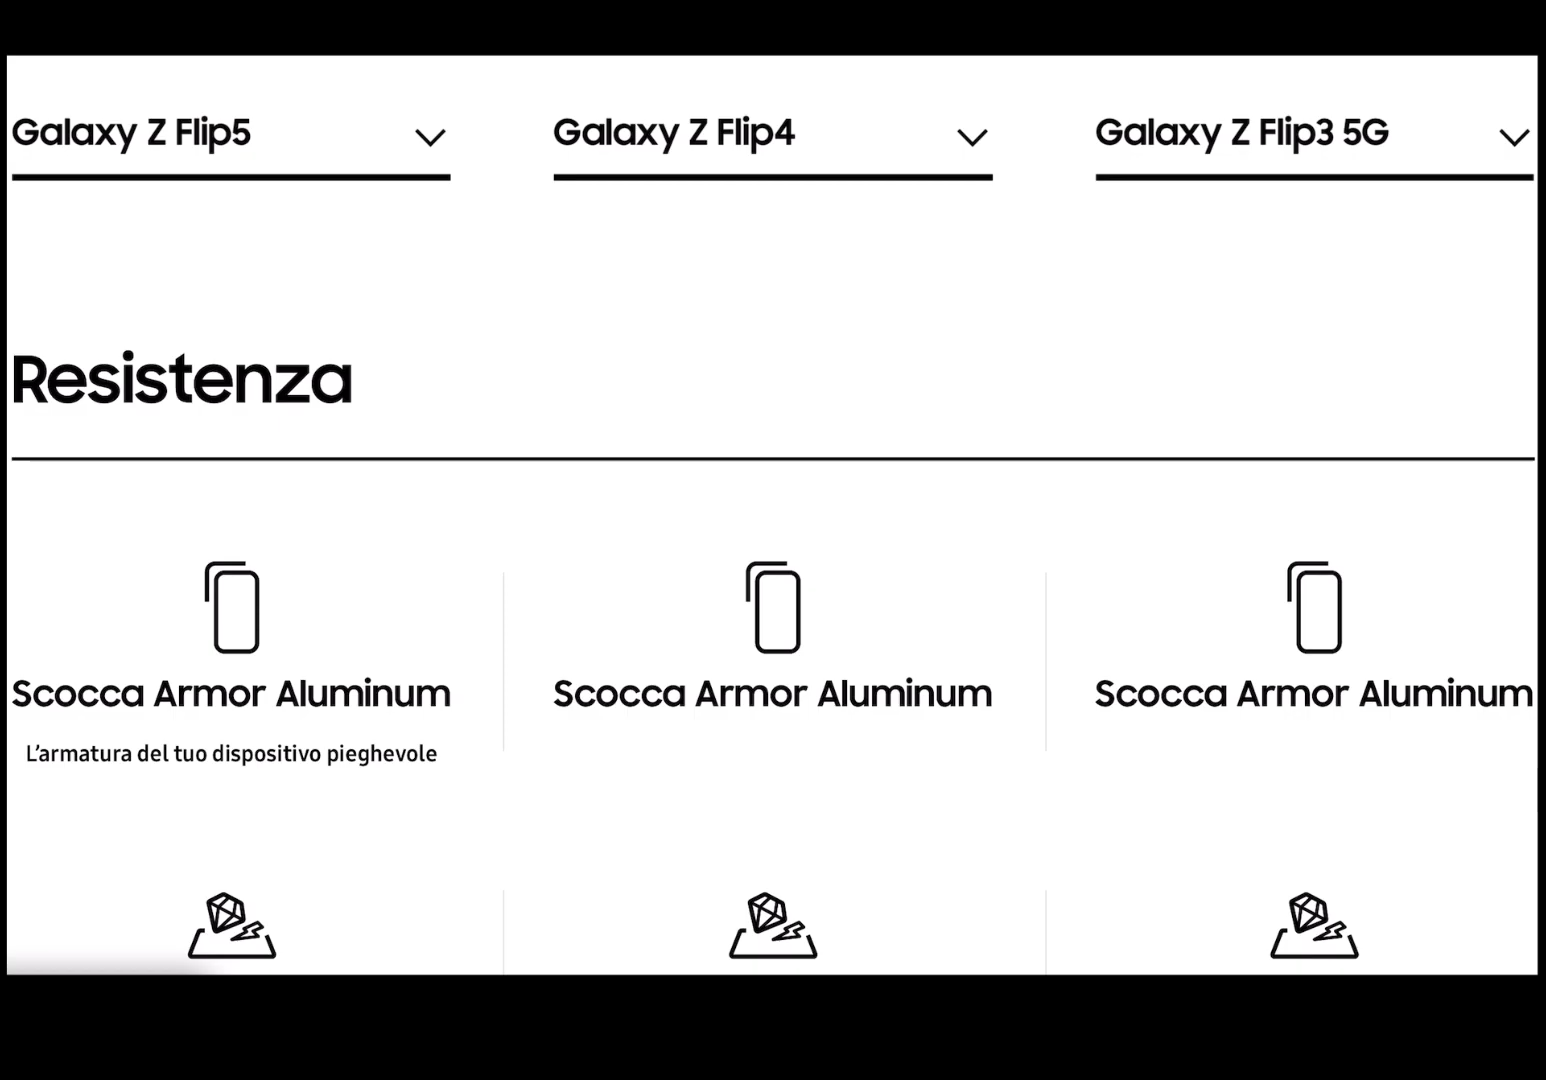 Galaxy Z Flip5
Galaxy Z Flip4
Galaxy Z Flip3 5G
Resistenza
Scocca Armor Aluminum
Scocca Armor Aluminum
Scocca Armor Aluminum
L’armatura del tuo dispositivo pieghevole